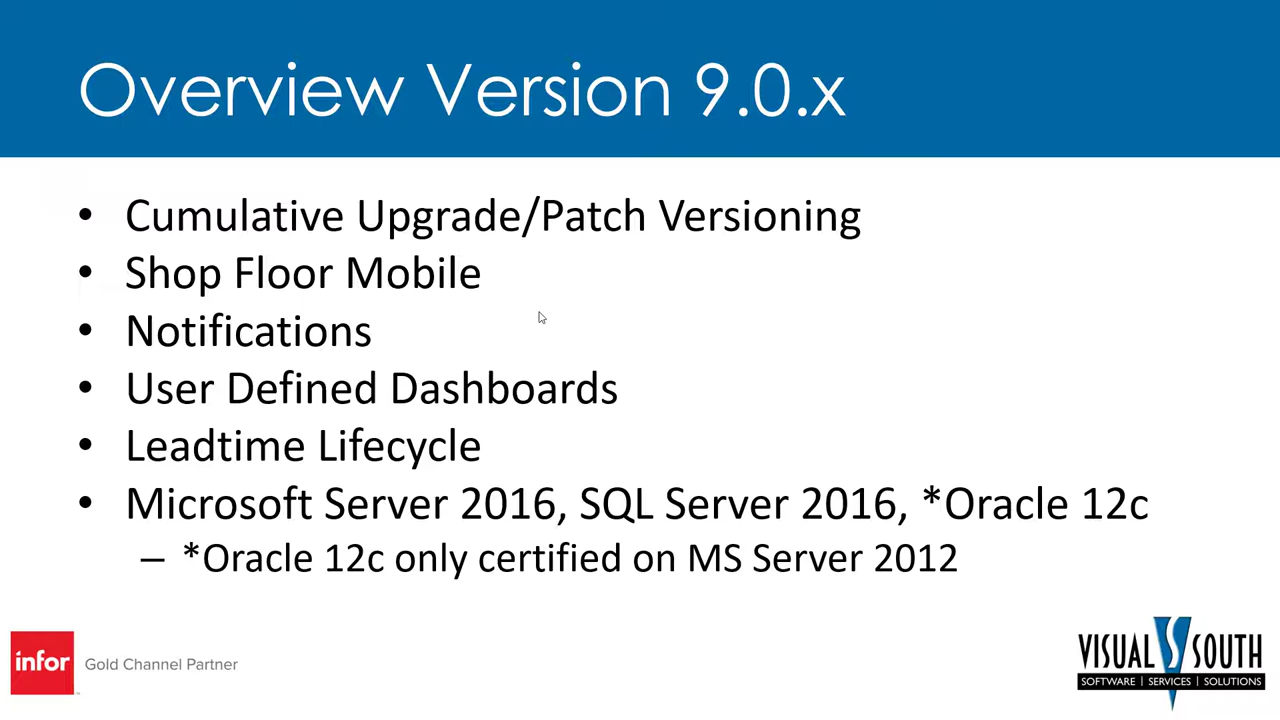 Overview Version 9.0.x
• Cumulative Upgrade/Patch Versioning
• Shop Floor Mobile
• Notifications
• User Defined Dashboards
• Leadtime Lifecycle
• Microsoft Server 2016, SQL Server 2016, *Oracle 12c
– *Oracle 12c only certified on MS Server 2012
infor Gold Channel Partner
VISUAL SOUTH
SOFTWARE | SERVICES | SOLUTIONS